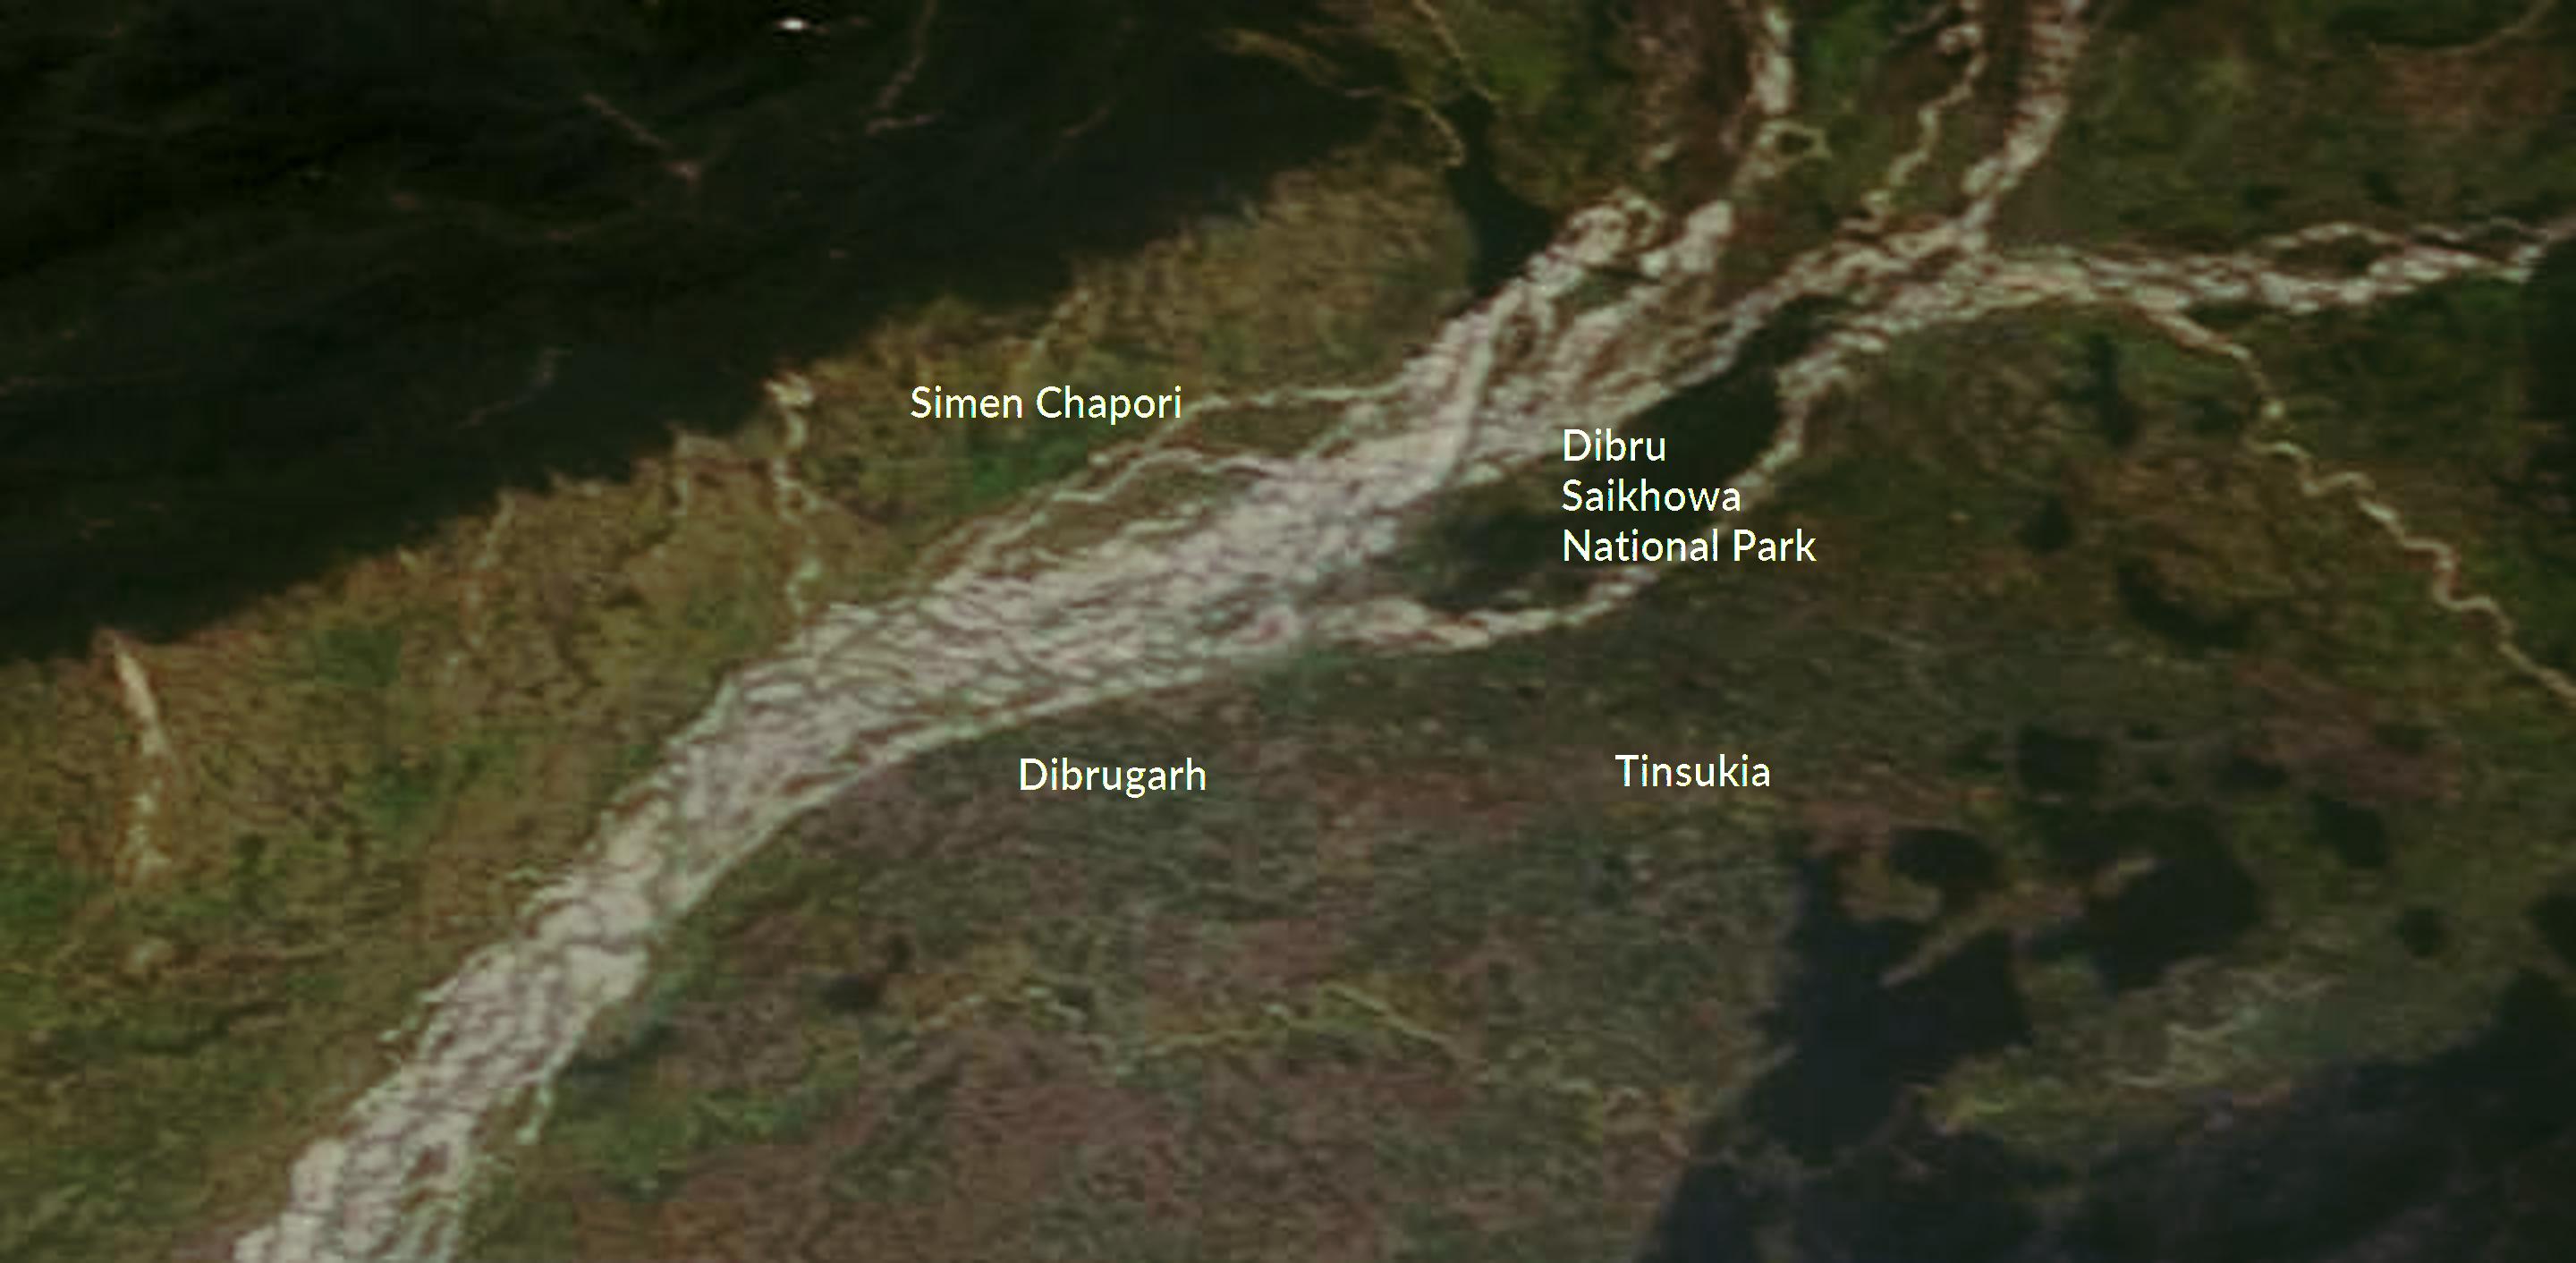 Simen Chapori
Dibru
Saikhowa
National Park
Dibrugarh
Tinsukia